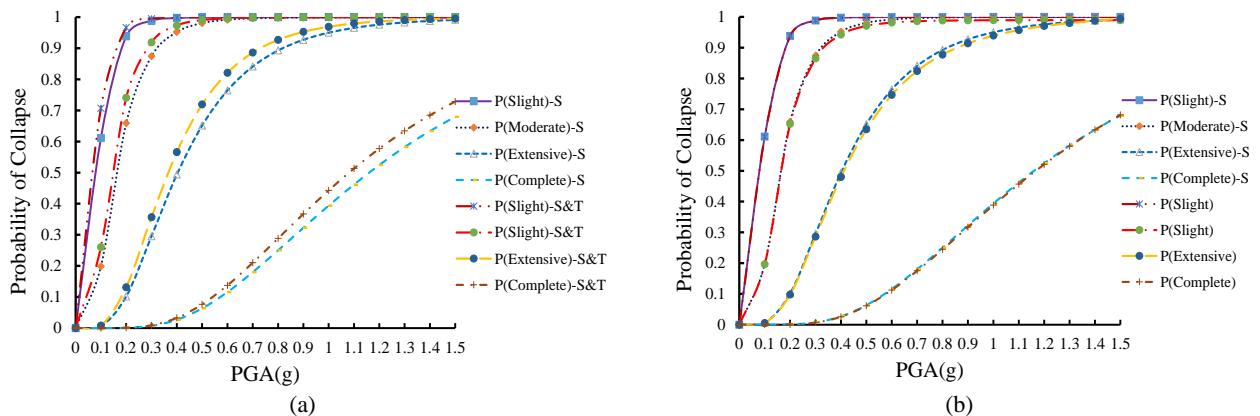 1
0.9
0.8
0.7
0.6
0.5
0.4
0.3
0.2
0.1
0
Probability of Collapse
0 0.1 0.2 0.3 0.4 0.5 0.6 0.7 0.8 0.9 1 1.1 1.2 1.3 1.4 1.5
PGA(g)
P(Slight)-S
P(Moderate)-S
P(Extensive)-S
P(Complete)-S
P(Slight)-S&T
P(Slight)-S&T
P(Extensive)-S&T
P(Complete)-S&T
(a)
1
0.9
0.8
0.7
0.6
0.5
0.4
0.3
0.2
0.1
0
Probability of Collapse
0 0.1 0.2 0.3 0.4 0.5 0.6 0.7 0.8 0.9 1 1.1 1.2 1.3 1.4 1.5
PGA(g)
P(Slight)-S
P(Moderate)-S
P(Extensive)-S
P(Complete)-S
P(Slight)
P(Slight)
P(Extensive)
P(Complete)
(b)